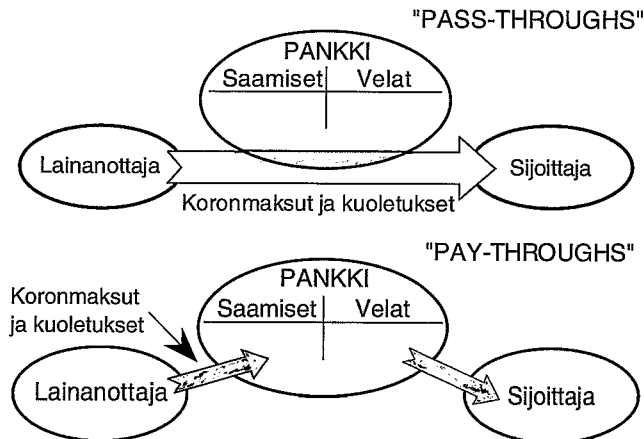 "PASS-THROUGHS"
PANKKI
Saamiset Velat
Lainanottaja
Sijoittaja
Koronmaksut ja kuoletukset
"PAY-THROUGHS"
PANKKI
Saamiset Velat
Koronmaksut
ja kuoletukset
Lainanottaja
Sijoittaja